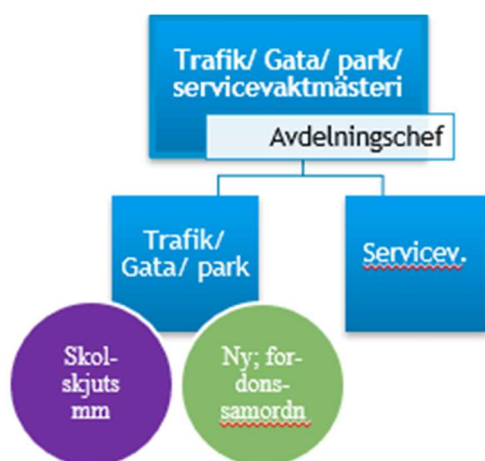 Trafik/ Gata/ park/
servicevaktmästeri
Avdelningschef
Trafik/
Gata/ park
Servicev.
Skol-
skjuts
mm
Ny; for-
dons-
samordn